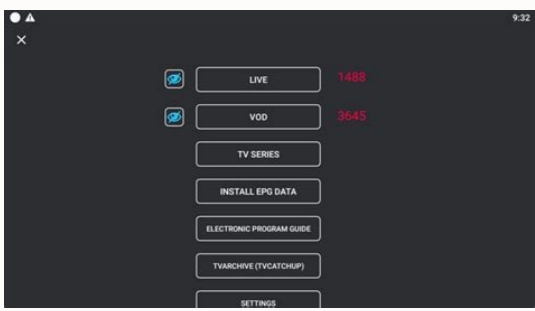 9:32
LIVE 1488
VOD 3645
TV SERIES
INSTALL EPG DATA
ELECTRONIC PROGRAM GUIDE
TVARCHIVE (TVCATCHUP)
SETTINGS